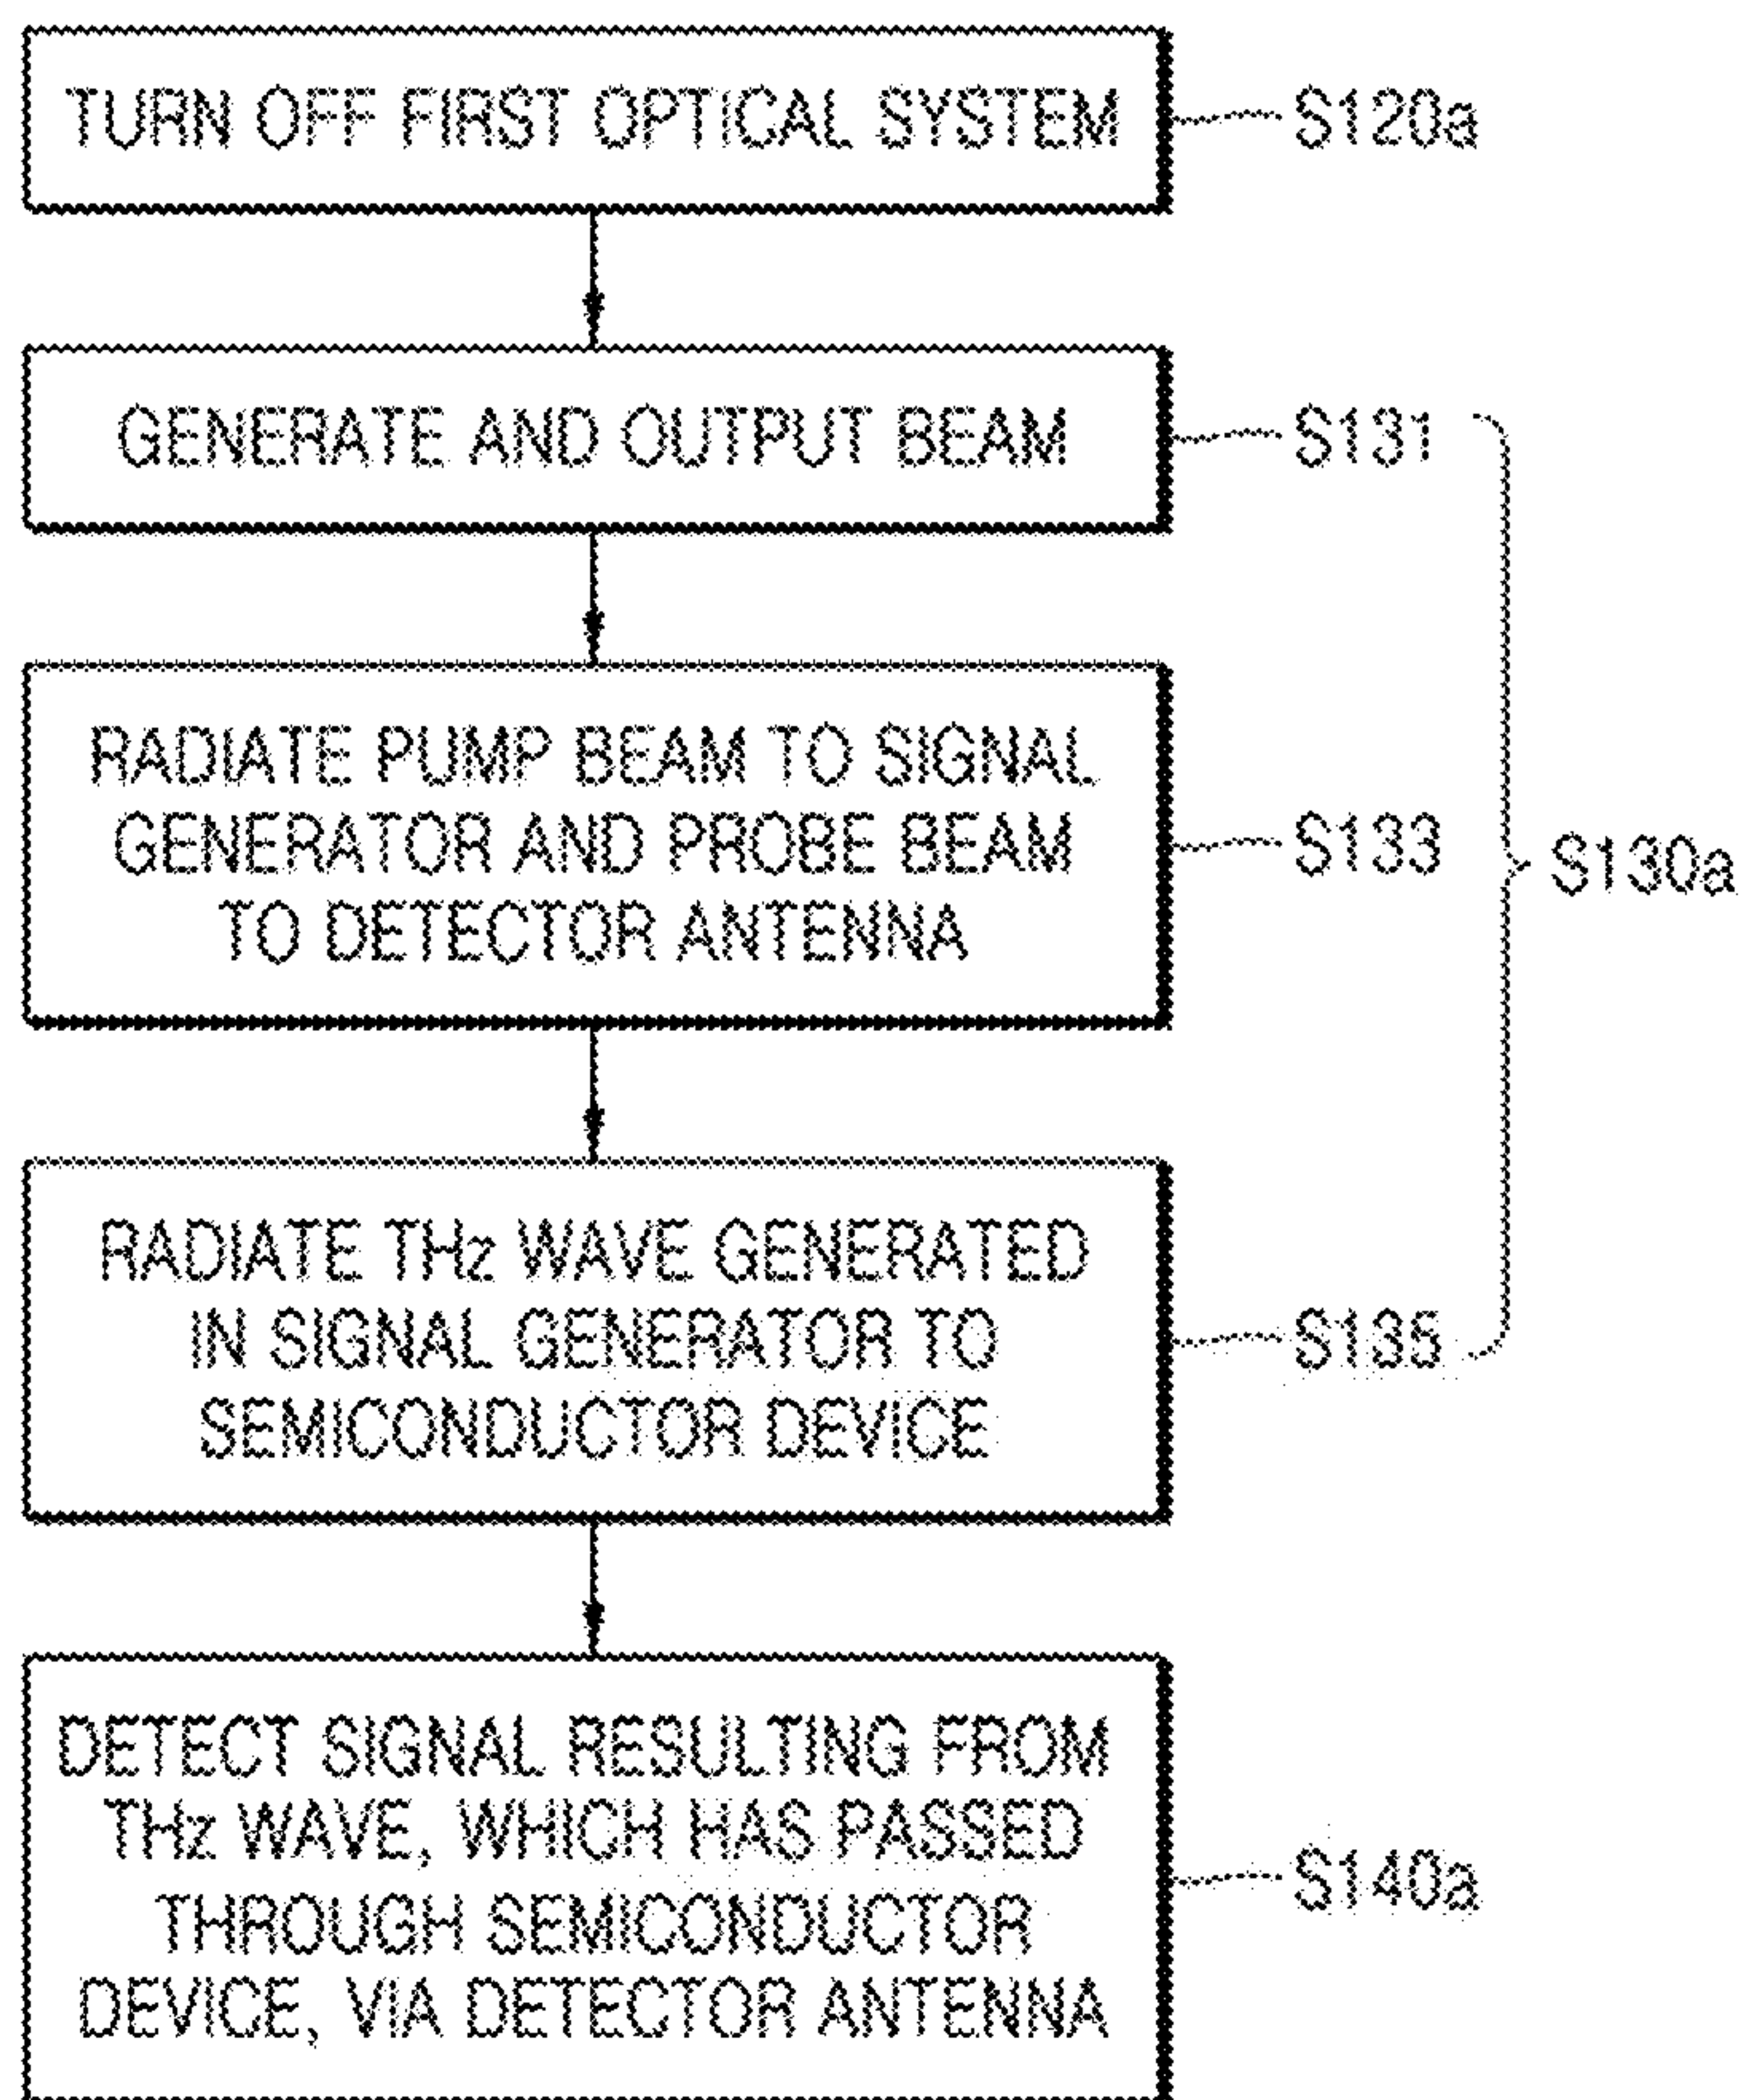 TURN OFF FIRST OPTICAL SYSTEM
S120a
GENERATE AND OUTPUT BEAM
S131
RADIATE PUMP BEAM TO SIGNAL
GENERATOR AND PROBE BEAM
TO DETECTOR ANTENNA
S133
S130a
RADIATE THz WAVE GENERATED
IN SIGNAL GENERATOR TO
SEMICONDUCTOR DEVICE
S135
DETECT SIGNAL RESULTING FROM
THz WAVE, WHICH HAS PASSED
THROUGH SEMICONDUCTOR
DEVICE, VIA DETECTOR ANTENNA
S140a